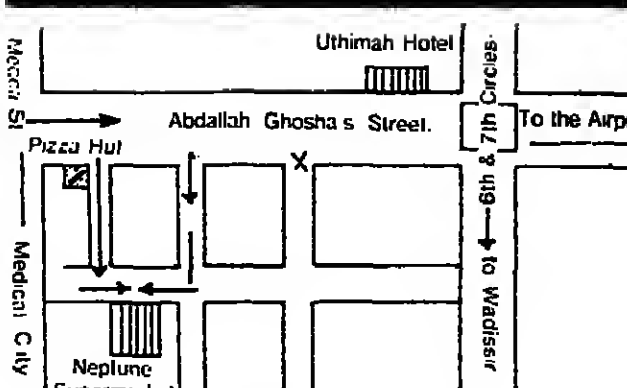 Uthimah Hotel
Mecca St
Abdallah Ghosha s Street.
6th & 7th Circles.
To the Airp
Pizza Hut
Medical City
to Wadissir
Neptune